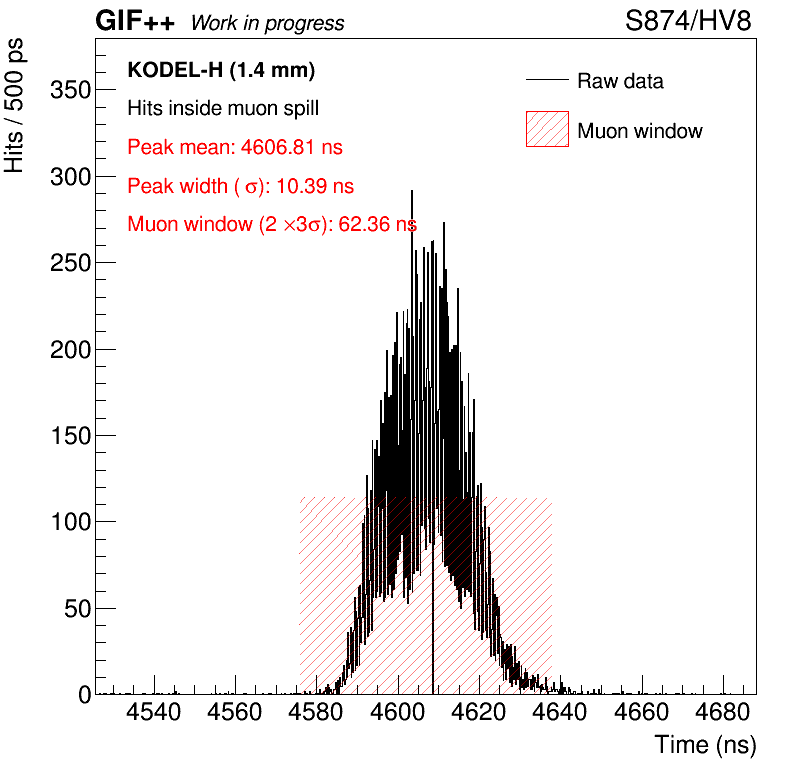 GIF++ Work in progress S874/HV8
Hits / 500 ps
KODEL-H (1.4 mm)
Hits inside muon spill
Peak mean: 4606.81 ns
Peak width ( σ): 10.39 ns
Muon window (2 ×3σ): 62.36 ns
Raw data
Muon window
350
300
250
200
150
100
50
0
4540 4560 4580 4600 4620 4640 4660 4680
Time (ns)